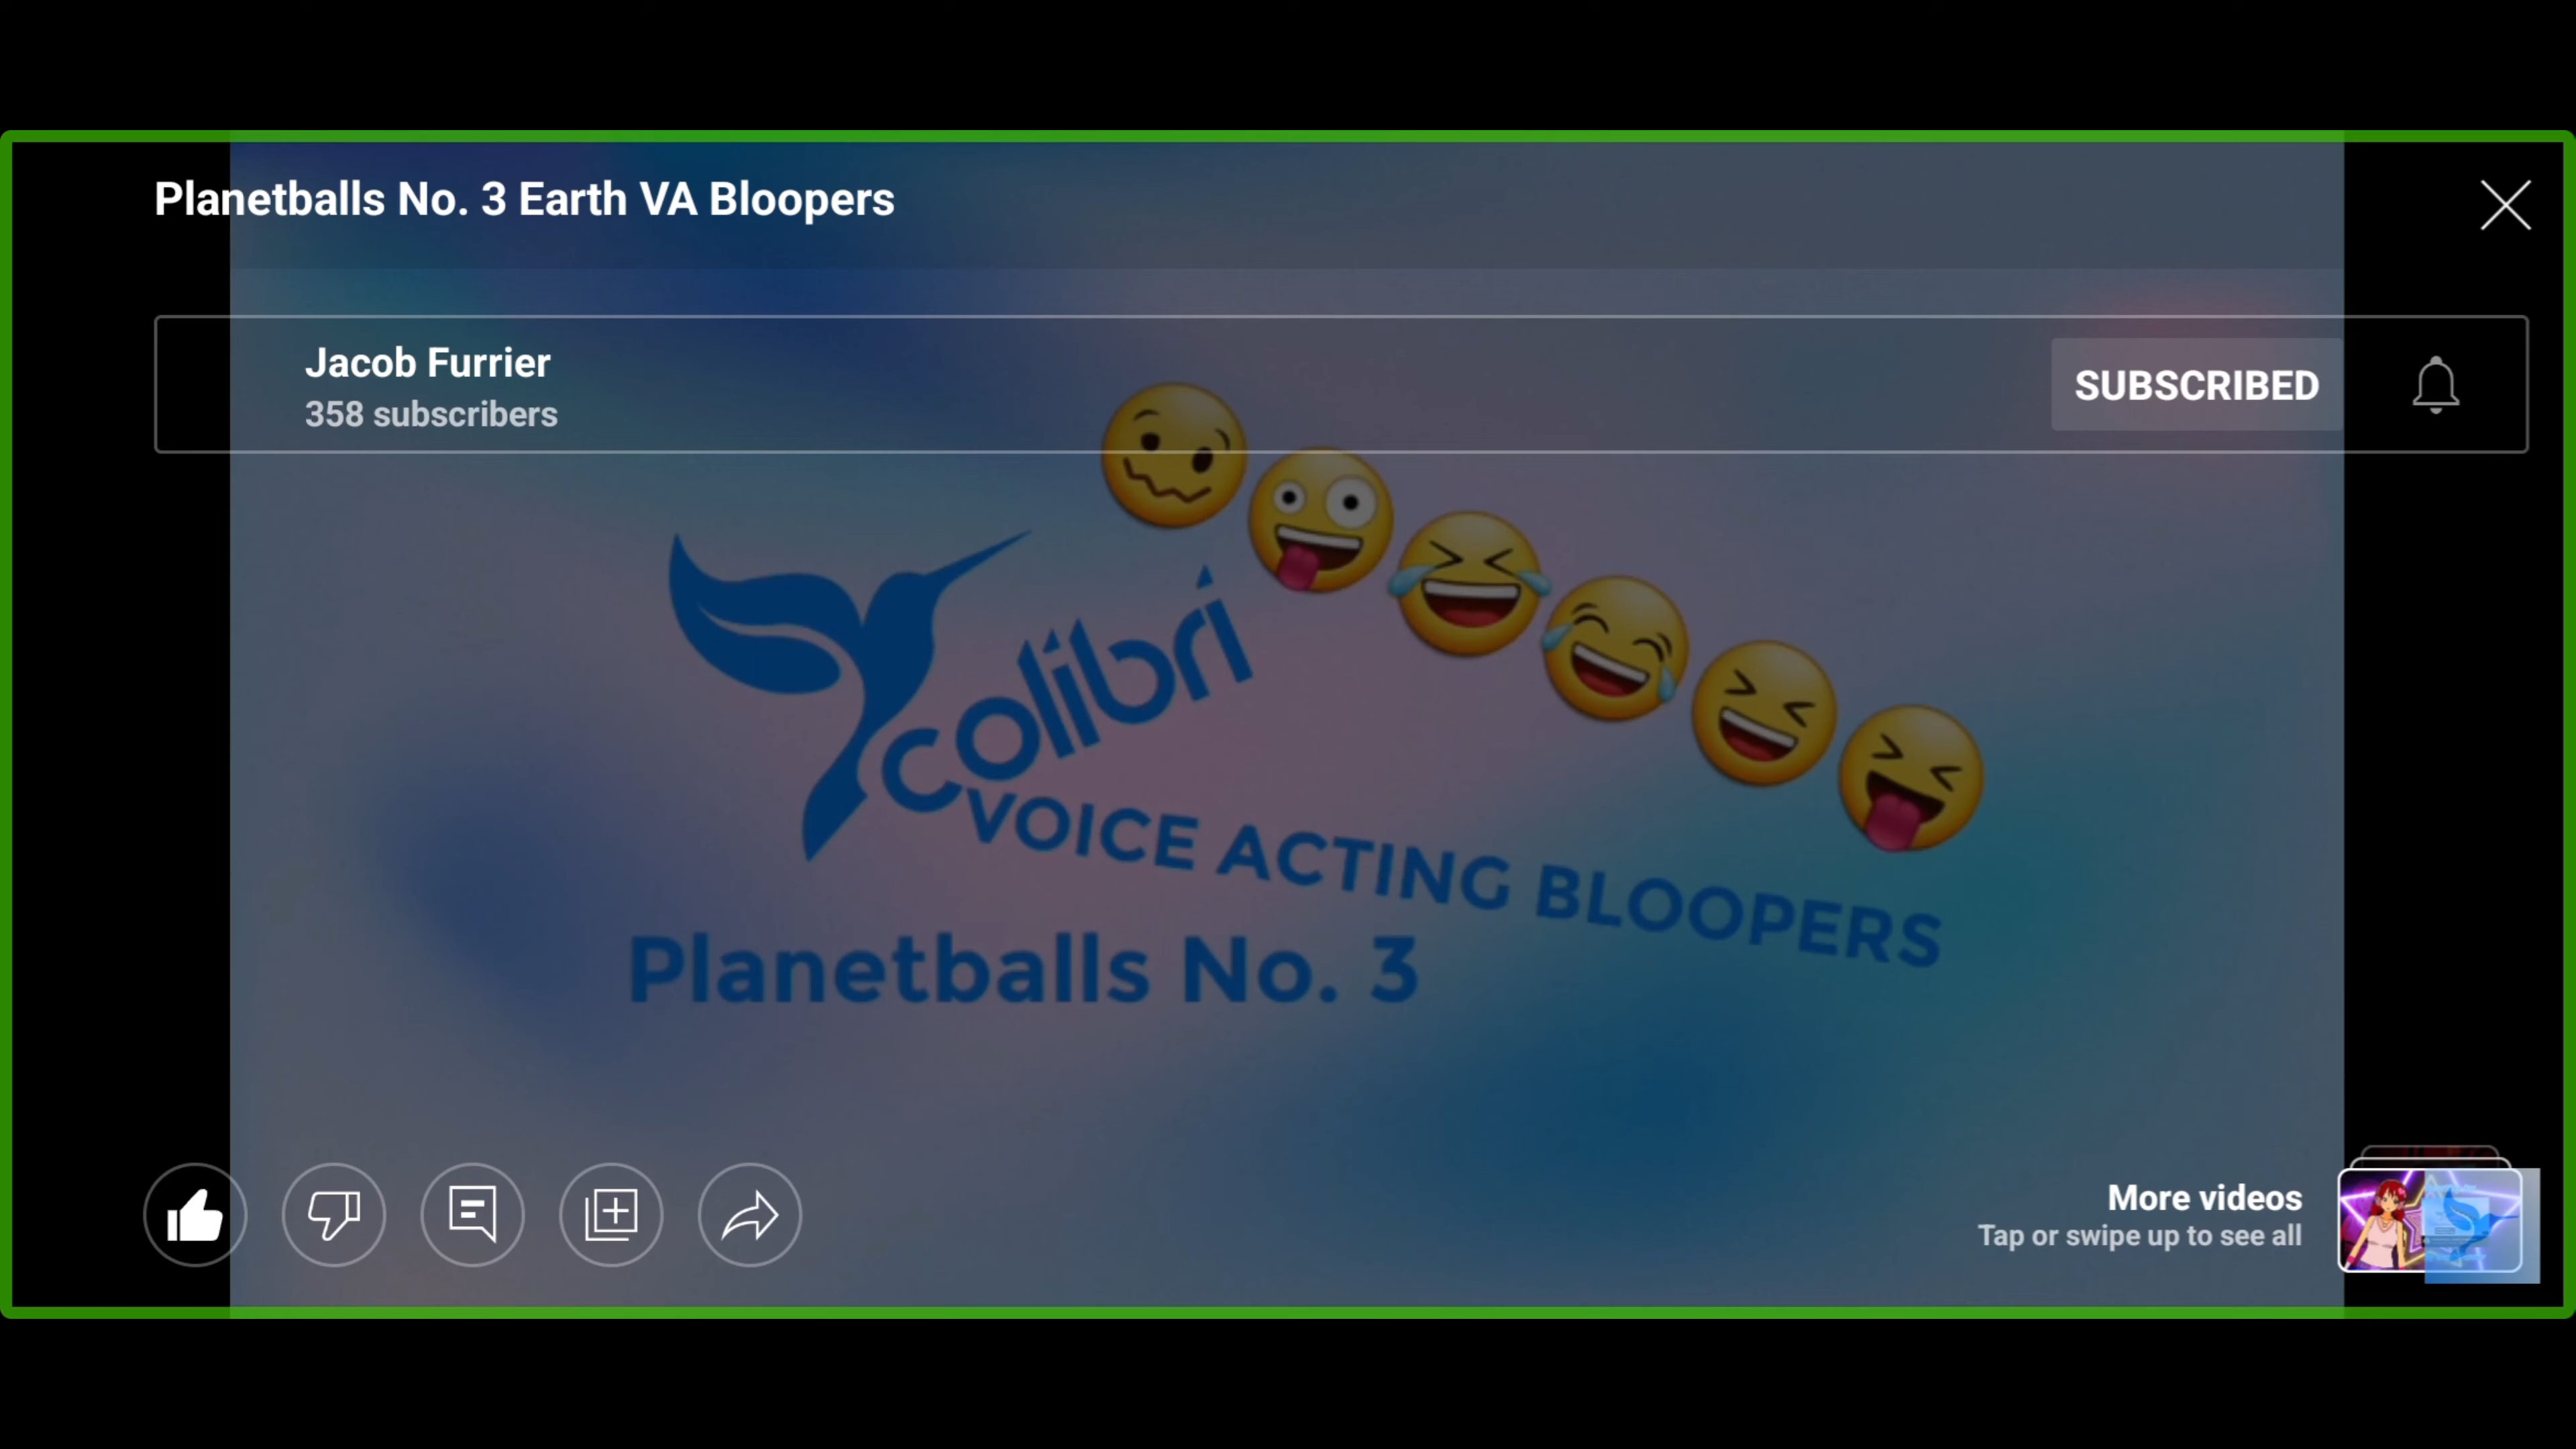 Planetballs No. 3 Earth VA Bloopers
Jacob Furrier
358 subscribers
SUBSCRIBED
colibri
VOICE ACTING BLOOPERS
Planetballs No. 3
More videos
Tap or swipe up to see all